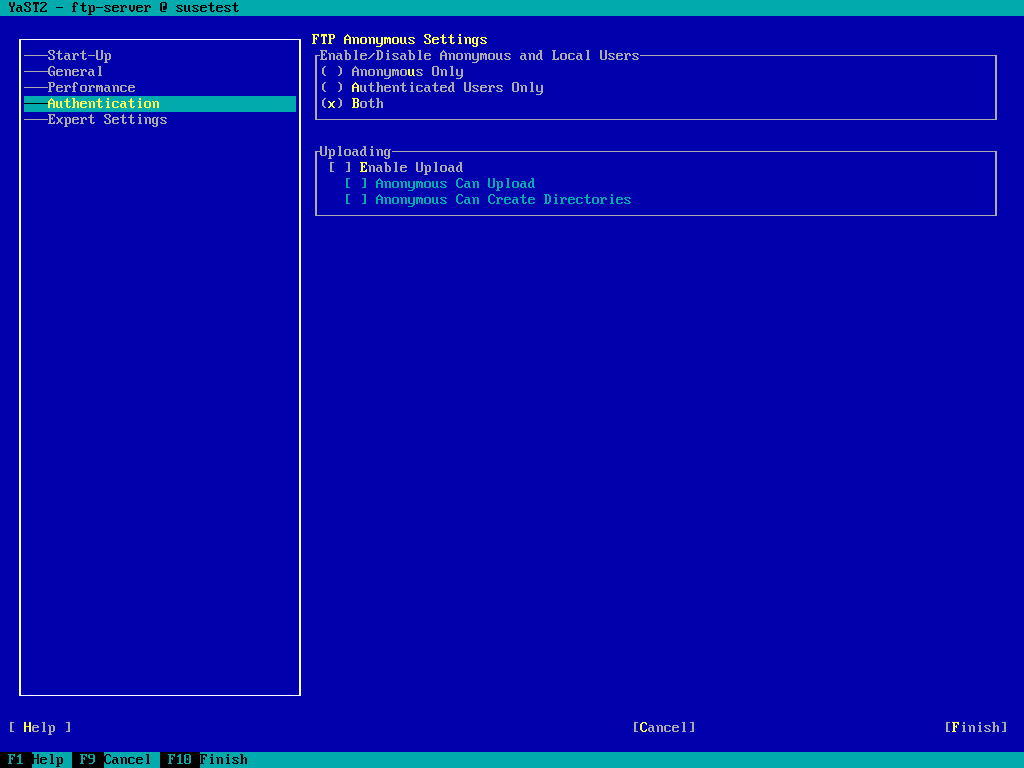 YaST2 - ftp-server @ susetest
FTP Anonymous Settings
Start-Up
General
Performance
Authentication
Expert Settings
Enable/Disable Anonymous and Local Users
( ) Anonymous Only
( ) Authenticated Users Only
(x) Both
Uploading
[ ] Enable Upload
[ ] Anonymous Can Upload
[ ] Anonymous Can Create Directories
[ Help ] [Cancel] [Finish]
F1 Help F9 Cancel F10 Finish